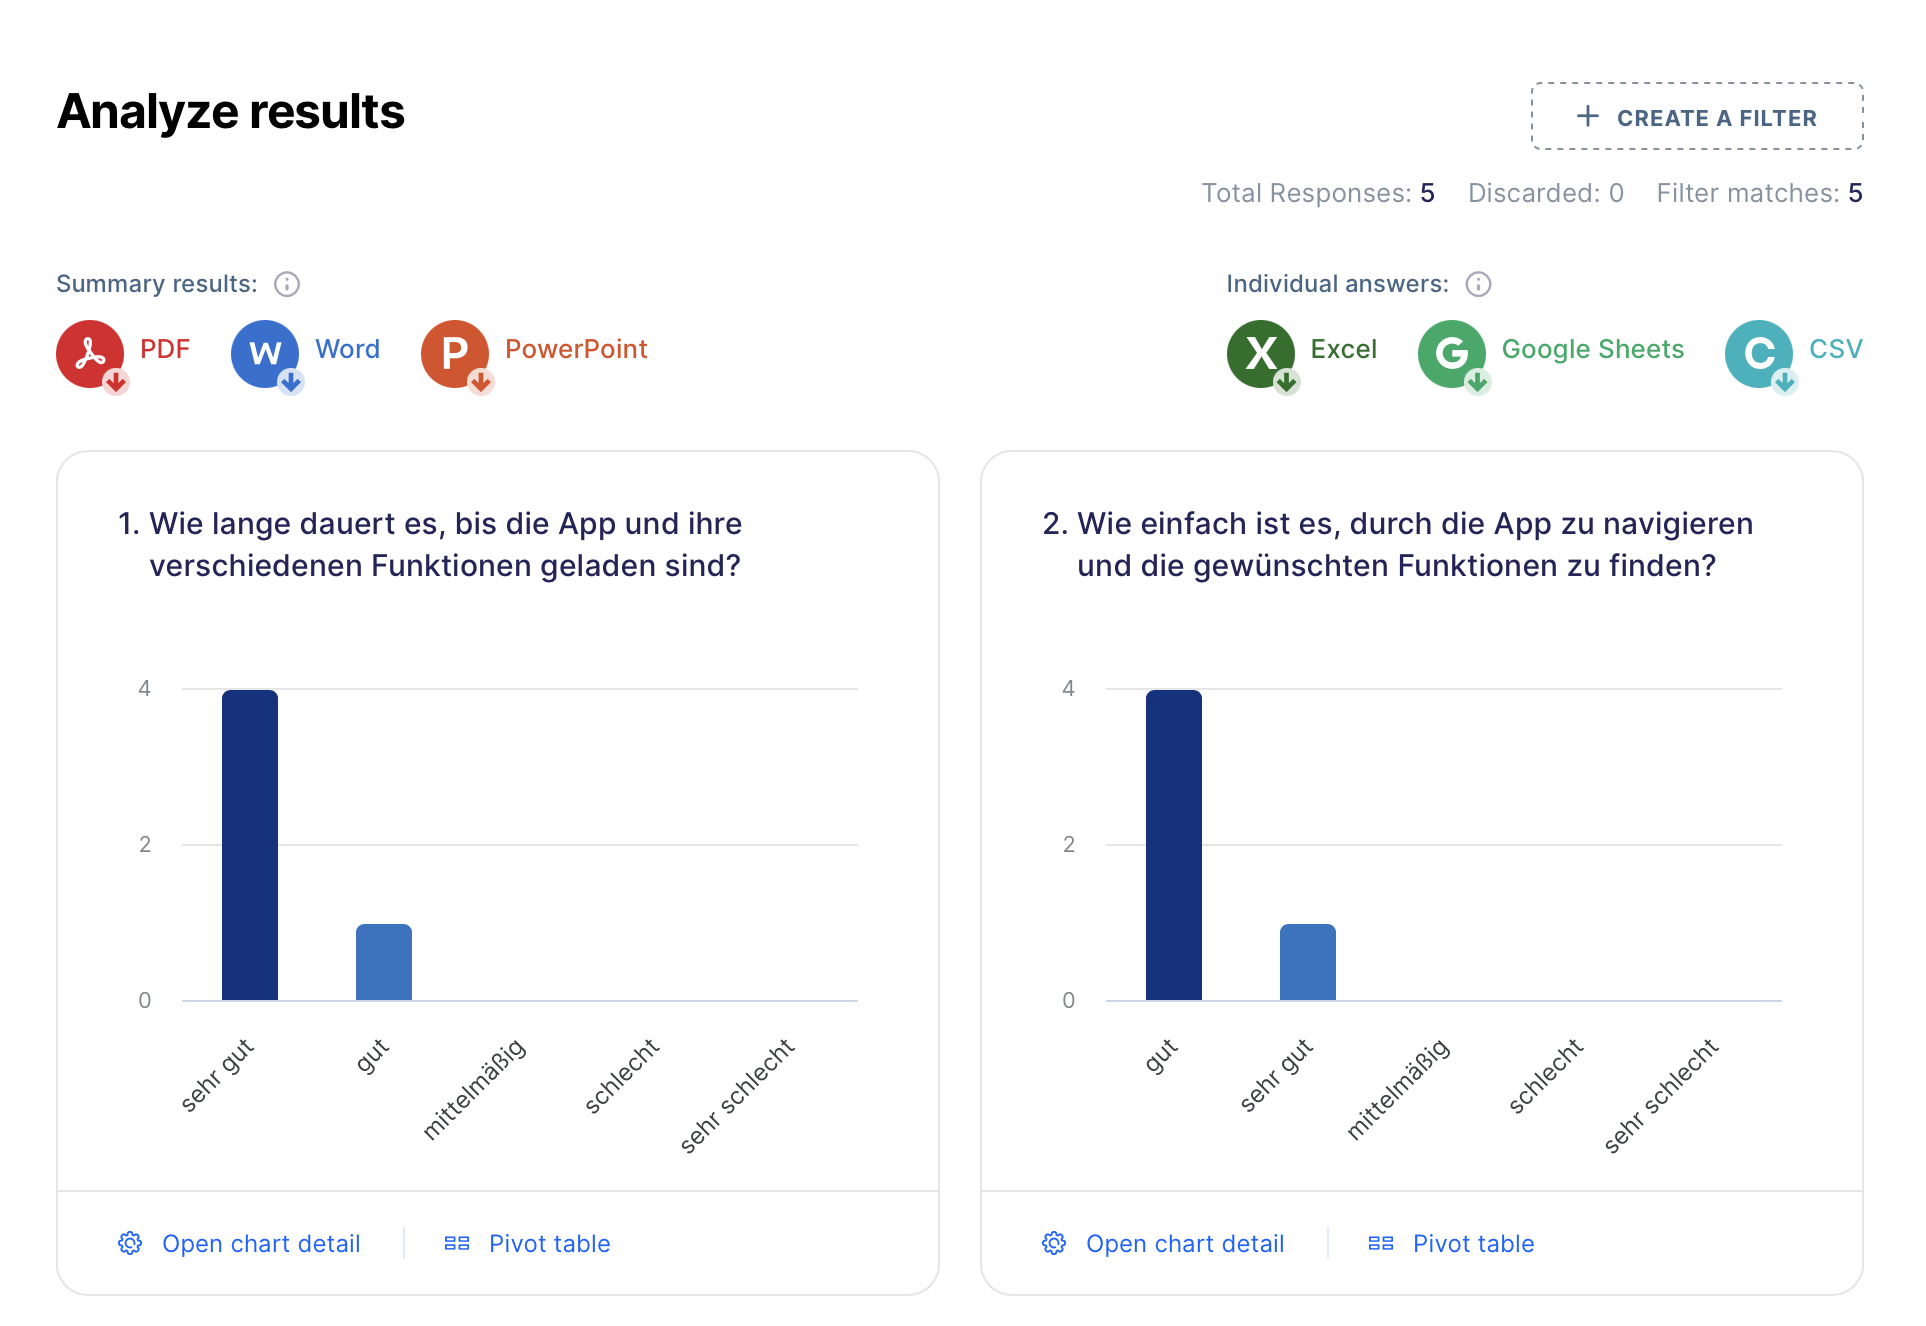 Analyze results
+ CREATE A FILTER
Total Responses: 5 Discarded: 0 Filter matches: 5
Summary results:
PDF
W Word
P PowerPoint
Individual answers:
X Excel
G Google Sheets
C CSV
1. Wie lange dauert es, bis die App und ihre
verschiedenen Funktionen geladen sind?
4
2
0
sehr gut
gut
mittelmäßig
schlecht
sehr schlecht
Open chart detail
Pivot table
2. Wie einfach ist es, durch die App zu navigieren
und die gewünschten Funktionen zu finden?
4
2
0
gut
sehr gut
mittelmäßig
schlecht
sehr schlecht
Open chart detail
Pivot table